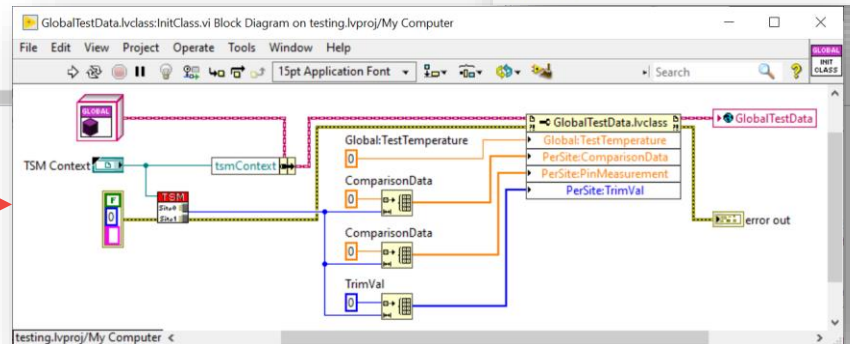 GlobalTestData.lvclass:InitClass.vi Block Diagram on testing.lvproj/My Computer
File Edit View Project Operate Tools Window Help
15pt Application Font
Search
GLOBAL
INIT
CLASS
GLOBAL
GlobalTestData.lvclass
GlobalTestData
Global:TestTemperature
Global:TestTemperature
0
PerSite:ComparisonData
TSM Context
tsmContext
PerSite:PinMeasurement
ComparisonData
PerSite:TrimVal
0
F
0
TSM
Site0
Site1
ComparisonData
0
error out
TrimVal
0
testing.lvproj/My Computer